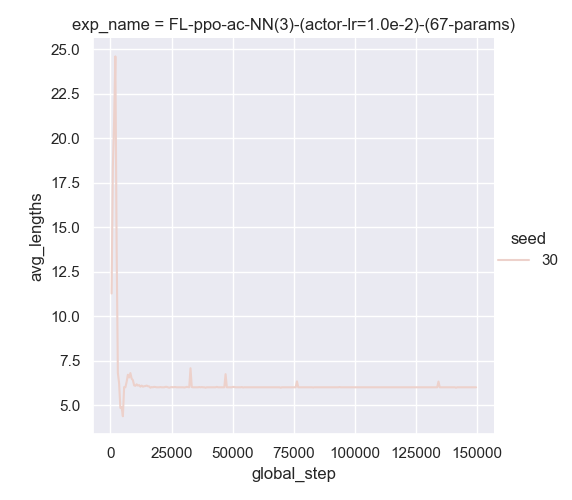 exp_name = FL-ppo-ac-NN(3)-(actor-lr=1.0e-2)-(67-params)
25.0
22.5
20.0
17.5
15.0
12.5
10.0
7.5
5.0
avg_lengths
seed
30
0 25000 50000 75000 100000 125000 150000
global_step